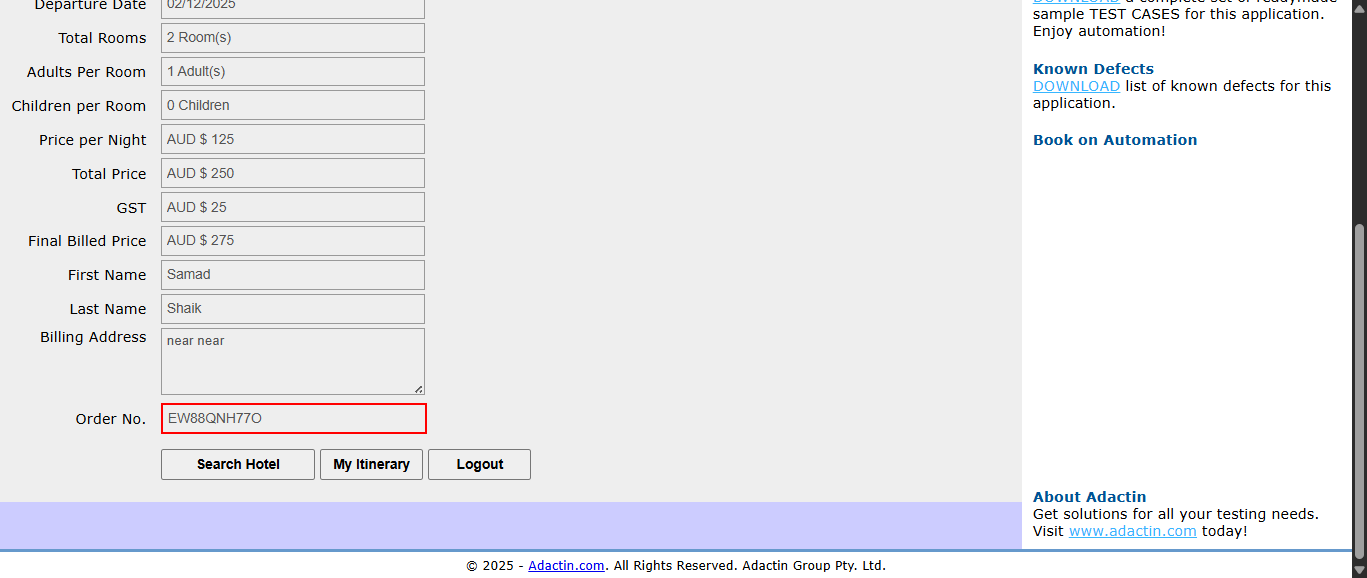 Departure Date 02/12/2025
Total Rooms 2 Room(s)
Adults Per Room 1 Adult(s)
Children per Room 0 Children
Price per Night AUD $ 125
Total Price AUD $ 250
GST AUD $ 25
Final Billed Price AUD $ 275
First Name Samad
Last Name Shaik
Billing Address near near
Order No. EW88QNH77O
Search Hotel My Itinerary Logout
DOWNLOAD a complete set of readymade
sample TEST CASES for this application.
Enjoy automation!
Known Defects
DOWNLOAD list of known defects for this
application.
Book on Automation
About Adactin
Get solutions for all your testing needs.
Visit www.adactin.com today!
© 2025 - Adactin.com. All Rights Reserved. Adactin Group Pty. Ltd.